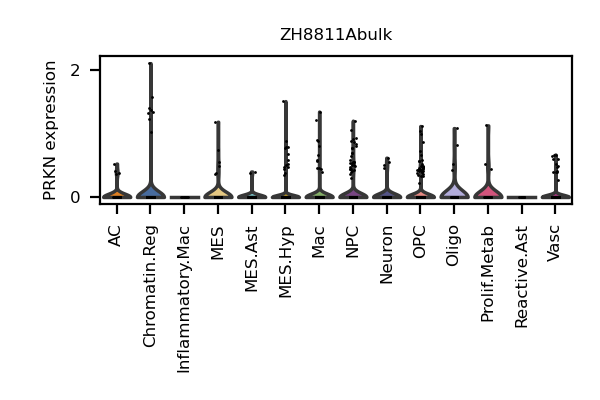 ZH8811Abulk
PRKN expression
2
0
AC
Chromatin.Reg
Inflammatory.Mac
MES
MES.Ast
MES.Hyp
Mac
NPC
Neuron
OPC
Oligo
Prolif.Metab
Reactive.Ast
Vasc